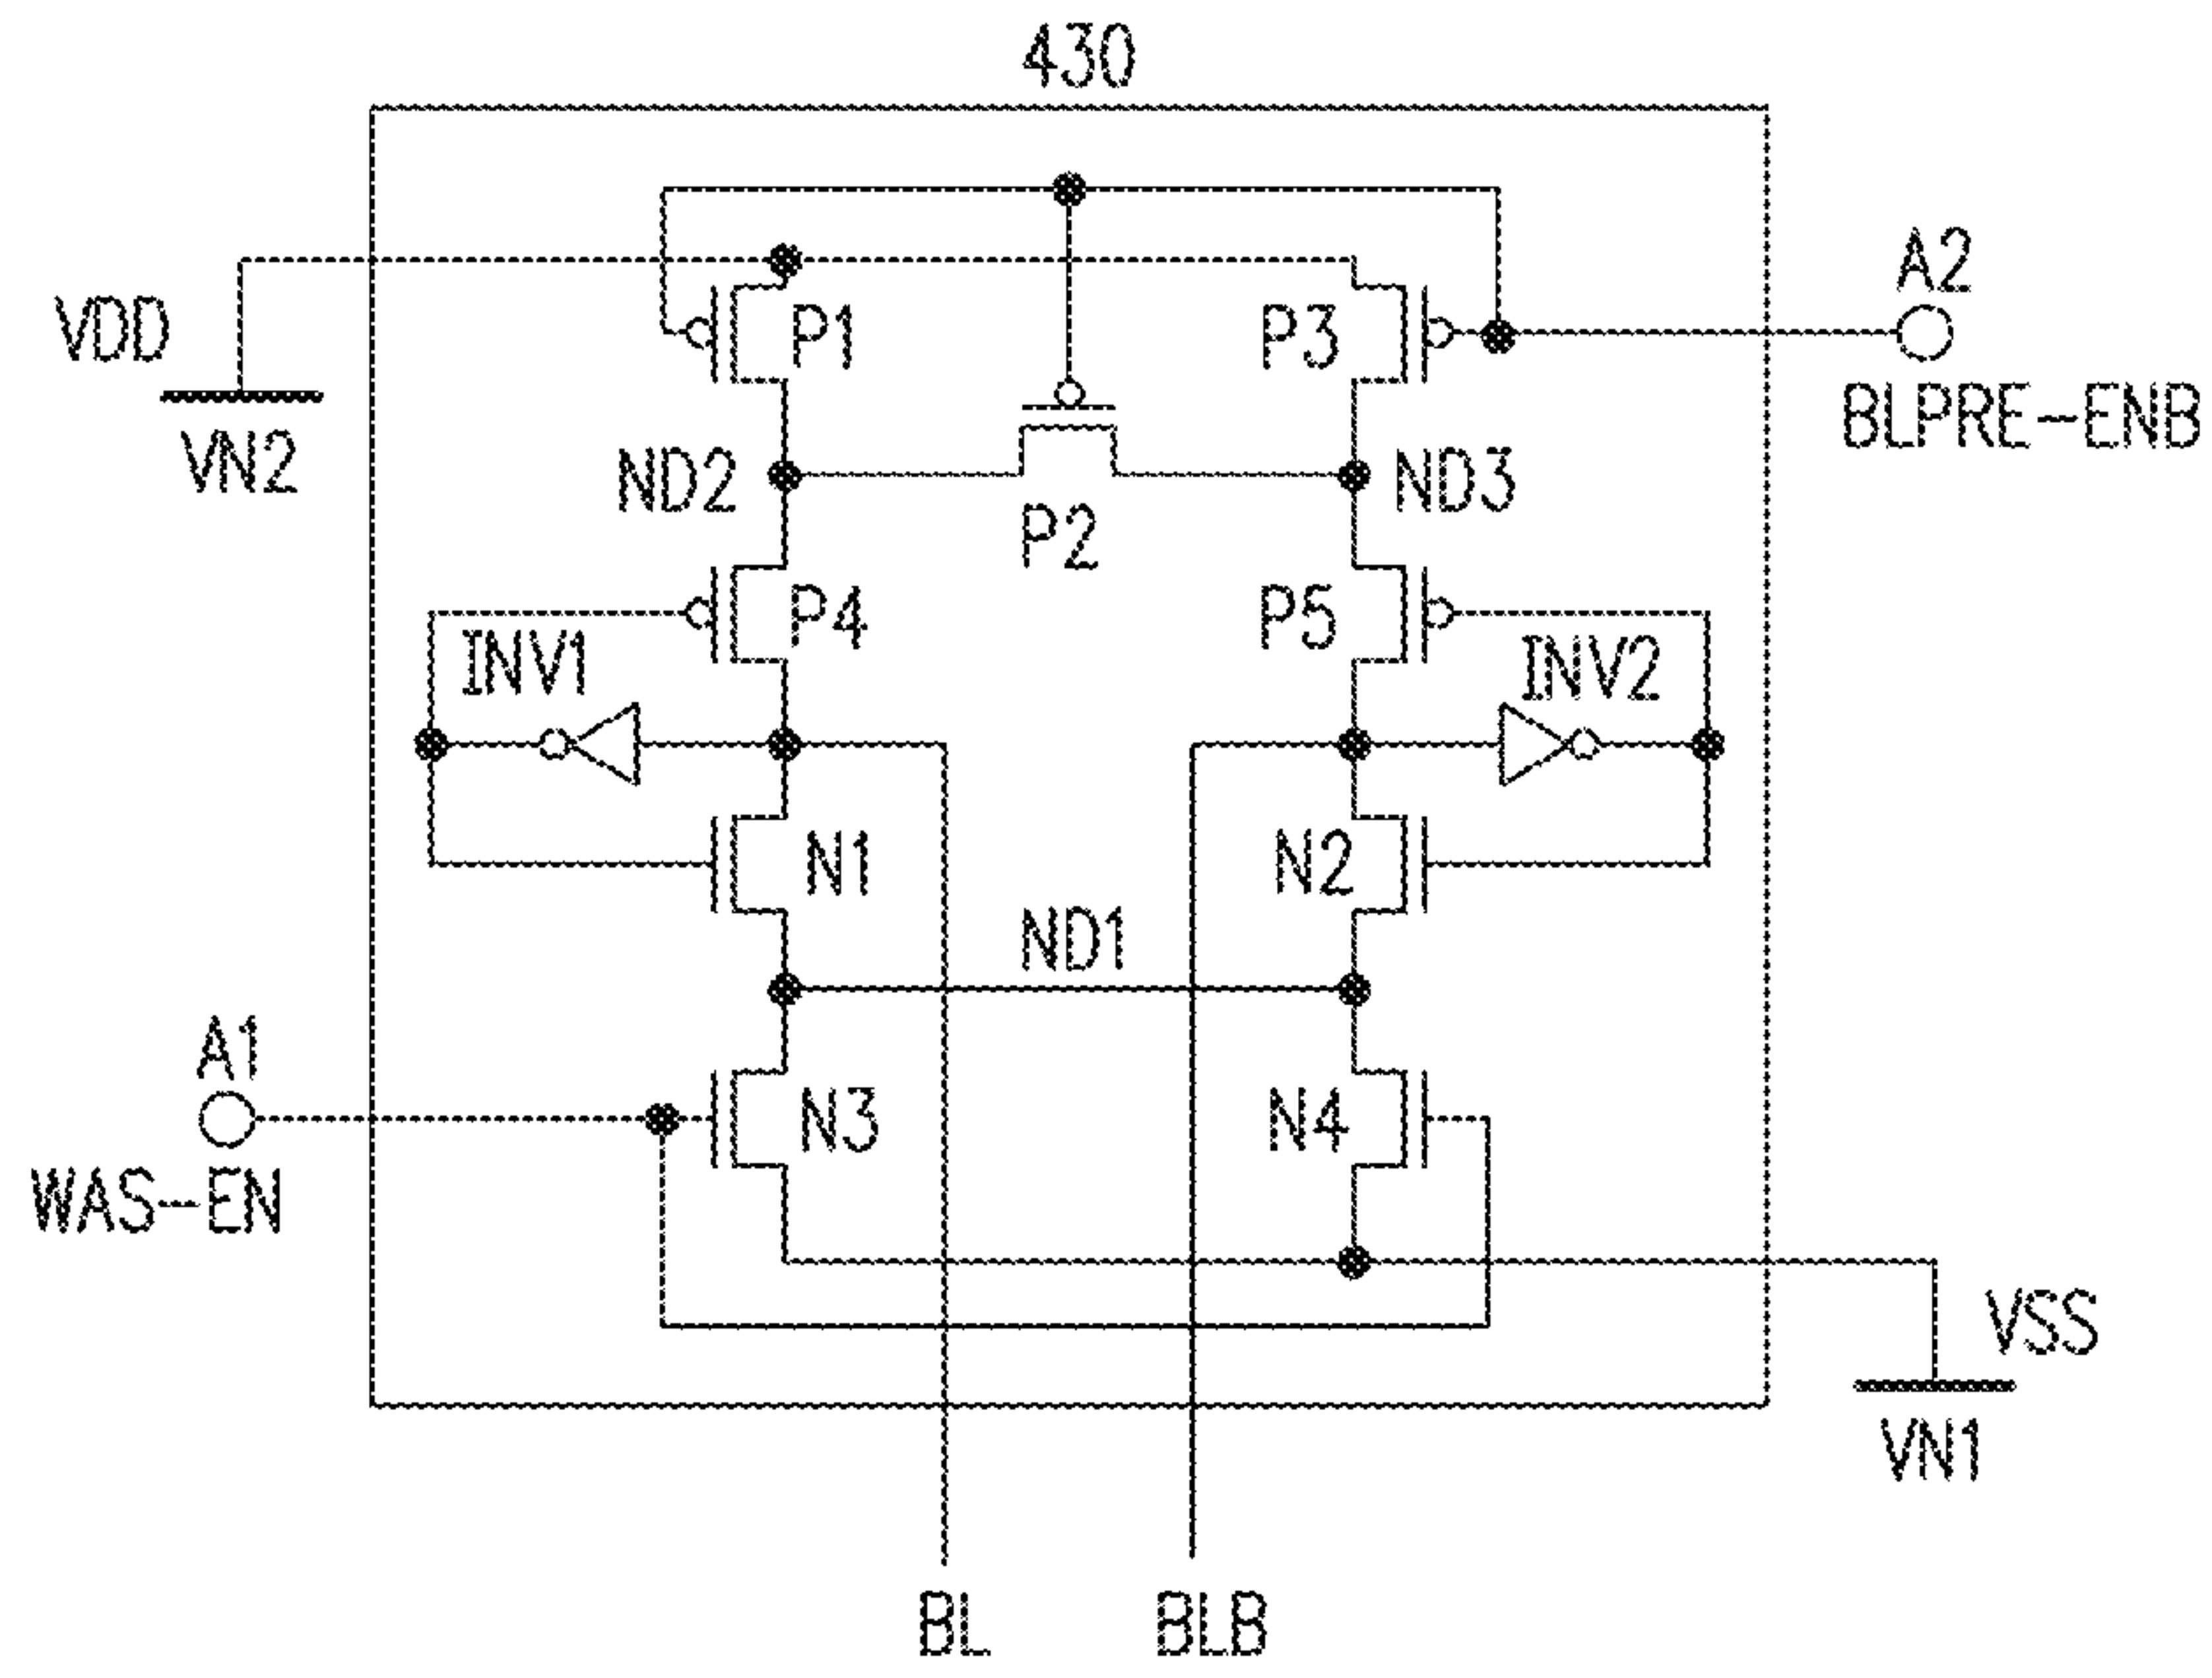 430
VDD
VN2
P1
P3
A2
BLPRE-ENB
ND2
P2
ND3
P4
P5
INV1
INV2
N1
N2
ND1
A1
WAS-EN
N3
N4
VSS
VN1
BL
BLB